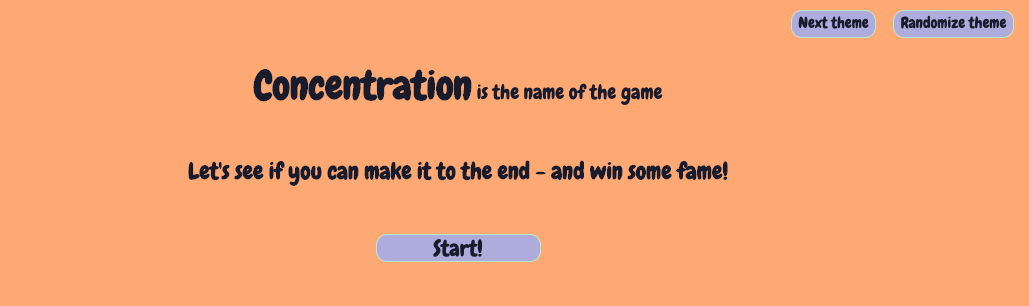 Next theme Randomize theme
Concentration is the name of the game
Let's see if you can make it to the end - and win some fame!
Start!